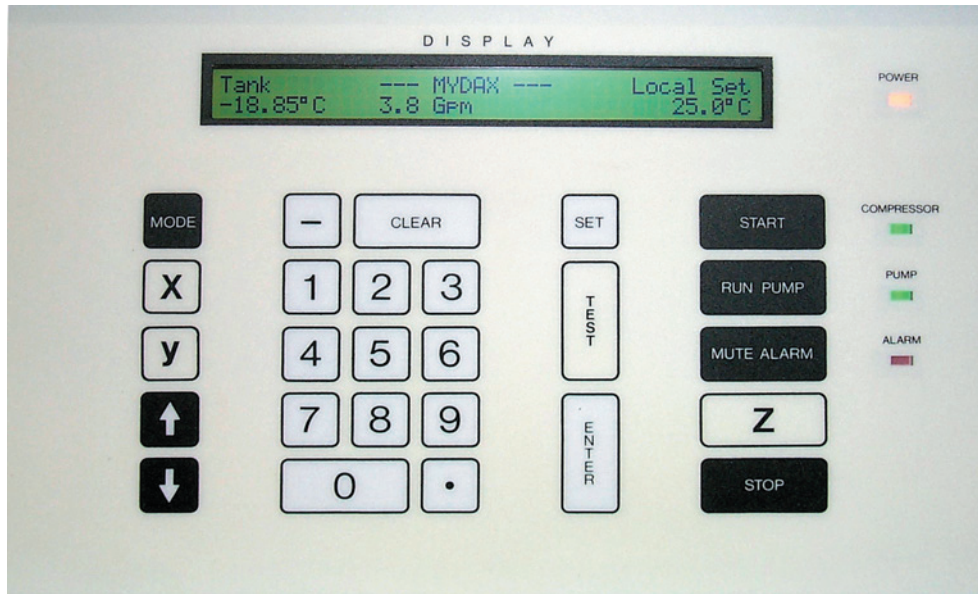 DISPLAY
Tank --- MYDAX --- Local Set
-18.85°C 3.8 Gpm 25.0°C
POWER
MODE - CLEAR SET START
COMPRESSOR
X 1 2 3 TEST RUN PUMP
PUMP
y 4 5 6 MUTE ALARM
ALARM
↑ 7 8 9 ENTER Z
↓ 0 . STOP